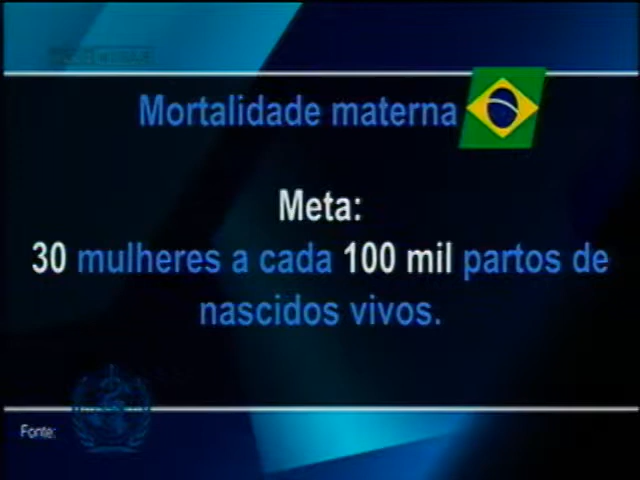 Mortalidade materna
Meta:
30 mulheres a cada 100 mil partos de
nascidos vivos.
Fonte: